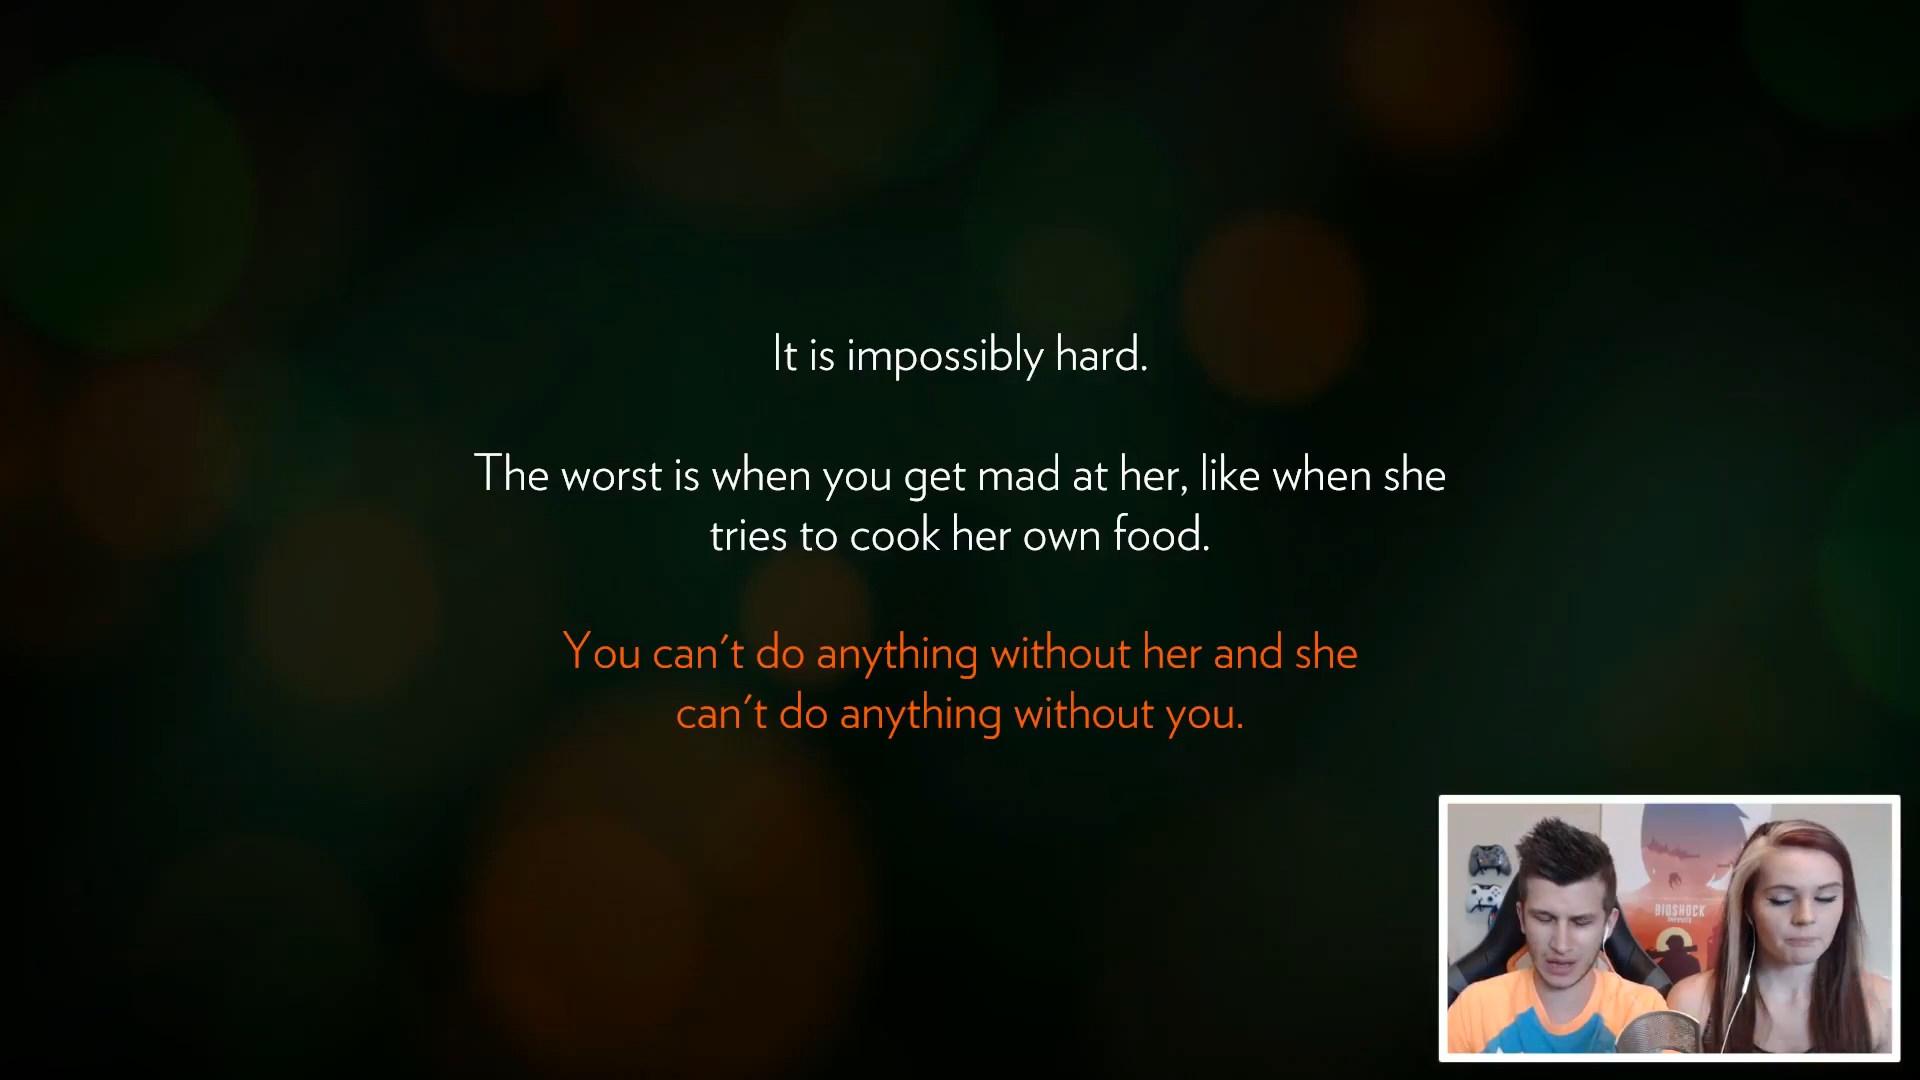 It is impossibly hard.
The worst is when you get mad at her, like when she
tries to cook her own food.
You can't do anything without her and she
can't do anything without you.
BIOSHOCK